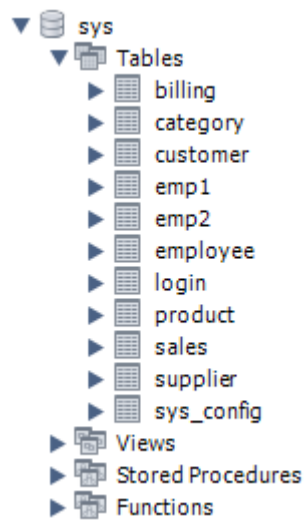 sys
Tables
billing
category
customer
emp1
emp2
employee
login
product
sales
supplier
sys_config
Views
Stored Procedures
Functions